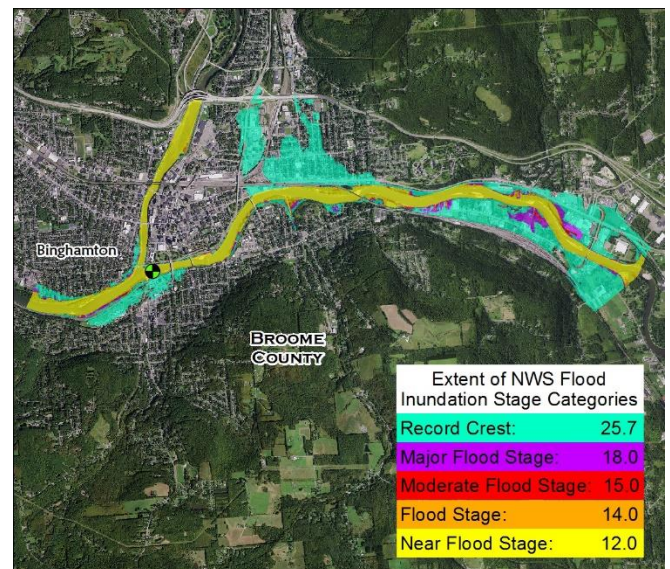 Binghamton
BROOME
COUNTY
Extent of NWS Flood
Inundation Stage Categories
Record Crest: 25.7
Major Flood Stage: 18.0
Moderate Flood Stage: 15.0
Flood Stage: 14.0
Near Flood Stage: 12.0